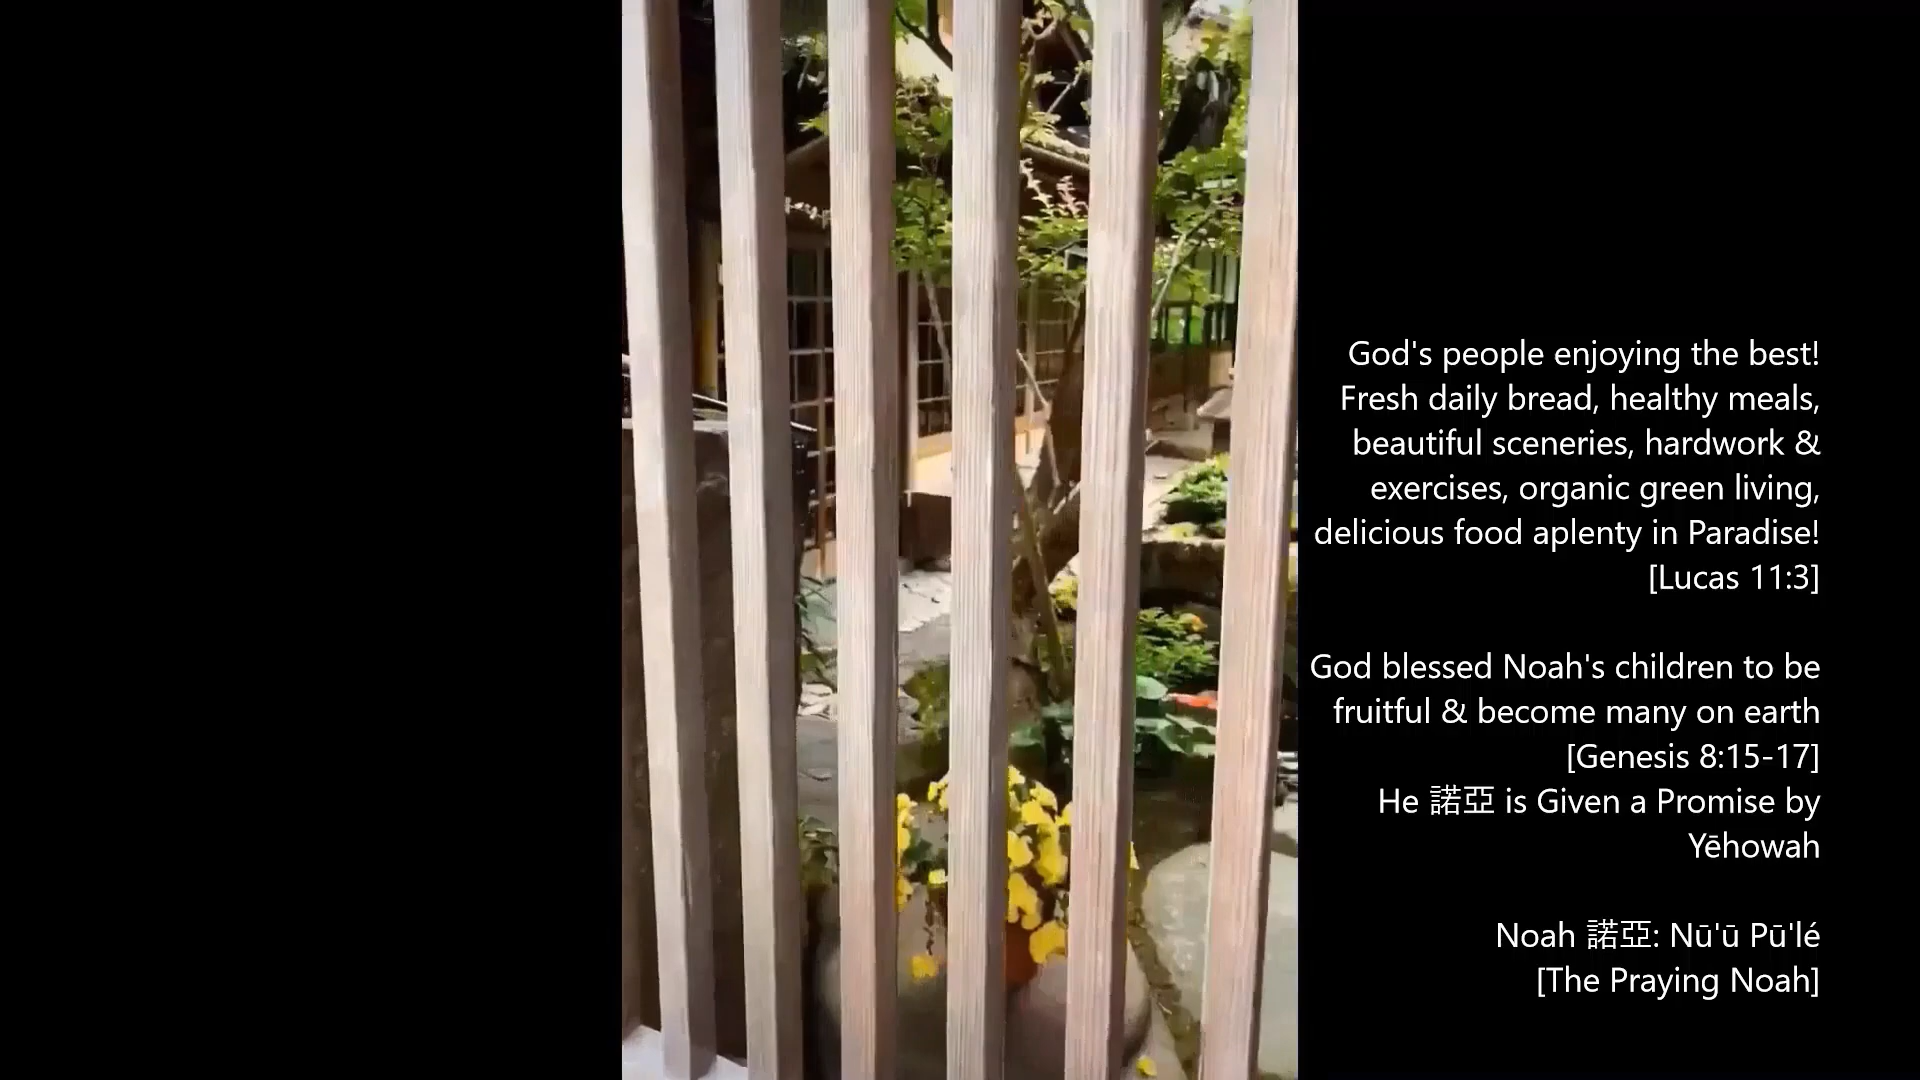 God's people enjoying the best!
Fresh daily bread, healthy meals,
beautiful sceneries, hardwork &
exercises, organic green living,
delicious food aplenty in Paradise!
[Lucas 11:3]
God blessed Noah's children to be
fruitful & become many on earth
[Genesis 8:15-17]
He 諾亞 is Given a Promise by
Yēhowah
Noah 諾亞: Nū'ū Pū'lé
[The Praying Noah]